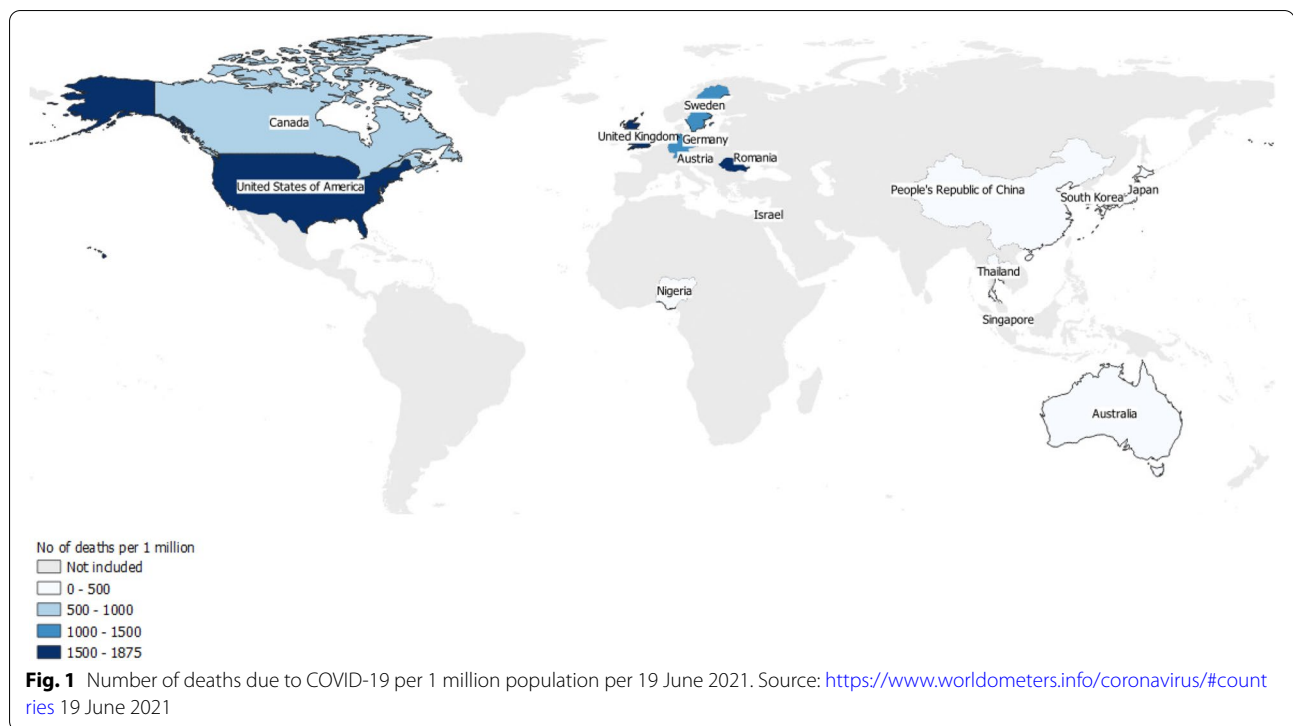 Canada
United States of America
Sweden
United Kingdom
Germany
Austria
Romania
Israel
Nigeria
People's Republic of China
South Korea
Japan
Thailand
Singapore
Australia
No of deaths per 1 million
Not included
0 - 500
500 - 1000
1000 - 1500
1500 - 1875
Fig. 1 Number of deaths due to COVID-19 per 1 million population per 19 June 2021. Source: https://www.worldometers.info/coronavirus/#count
ries 19 June 2021